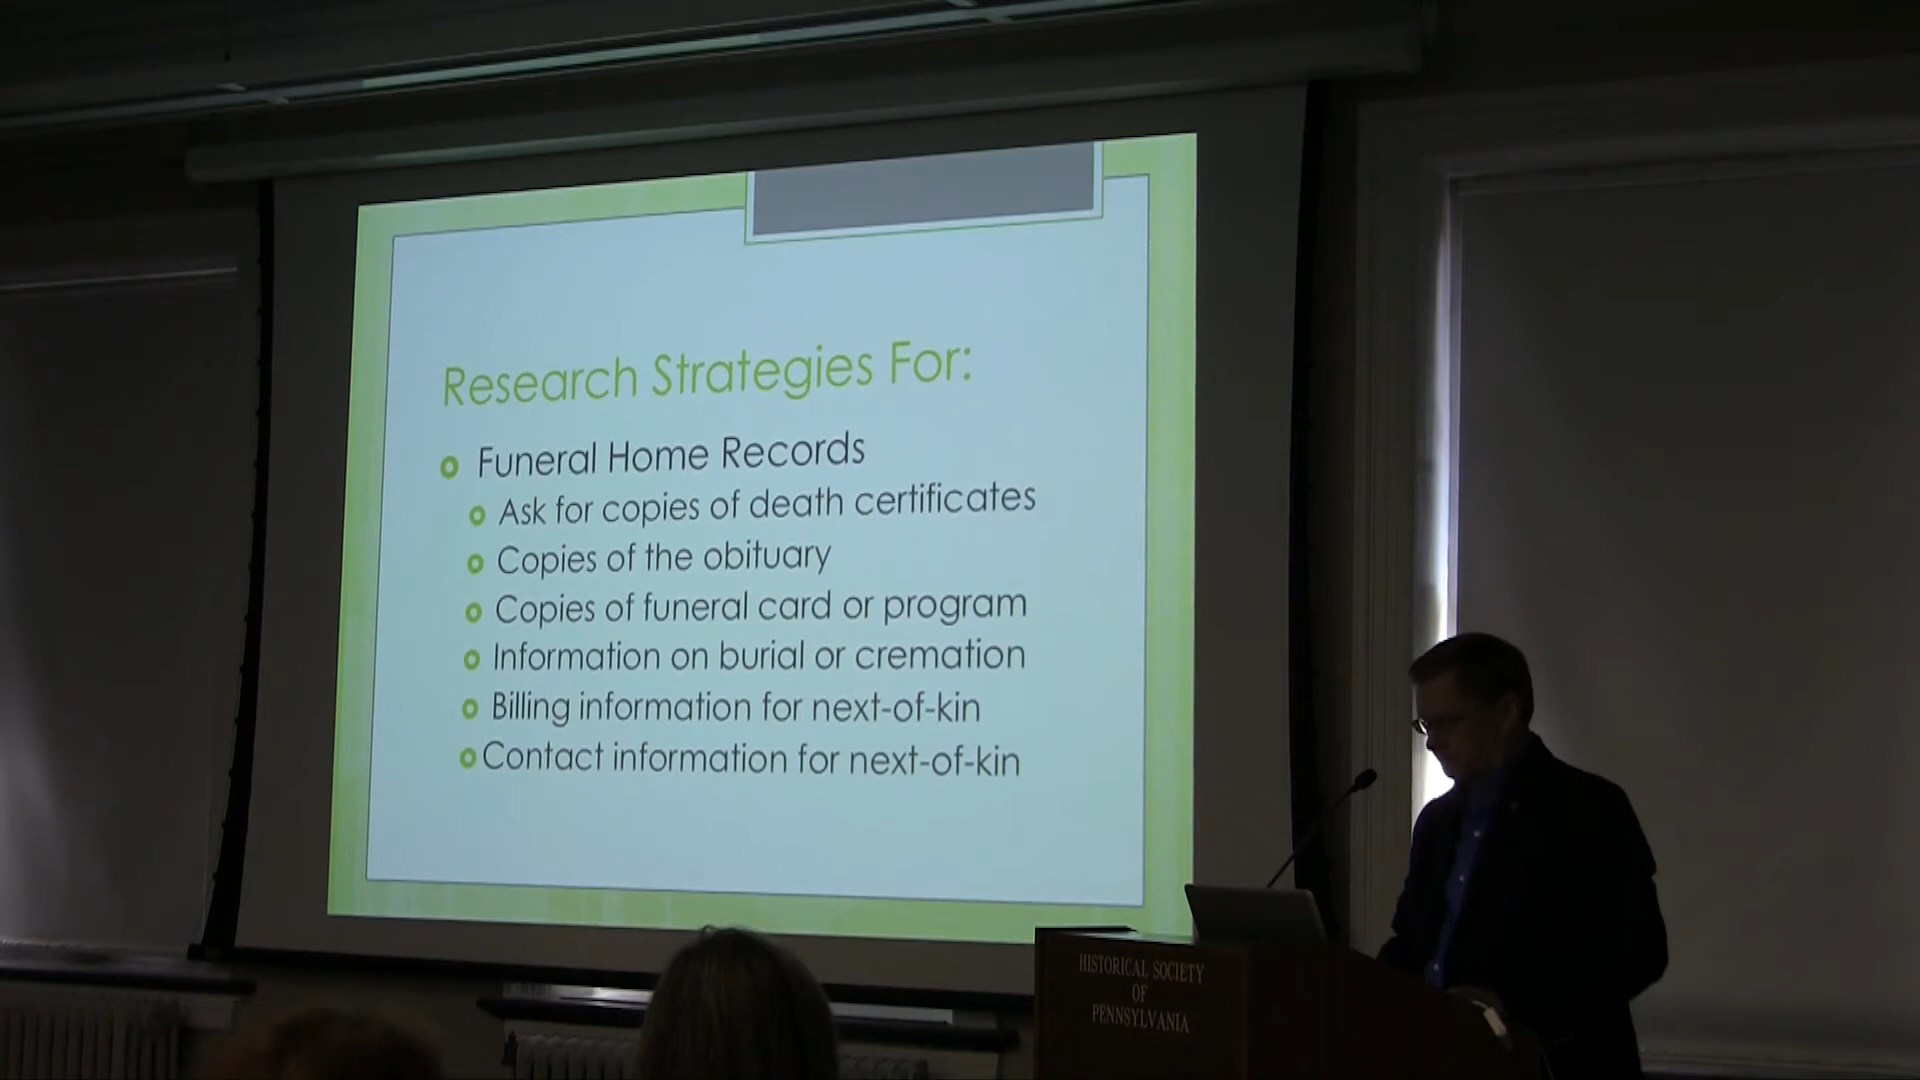 Research Strategies For:
Funeral Home Records
Ask for copies of death certificates
Copies of the obituary
Copies of funeral card or program
Information on burial or cremation
Billing information for next-of-kin
Contact information for next-of-kin
HISTORICAL SOCIETY
OF
PENNSYLVANIA